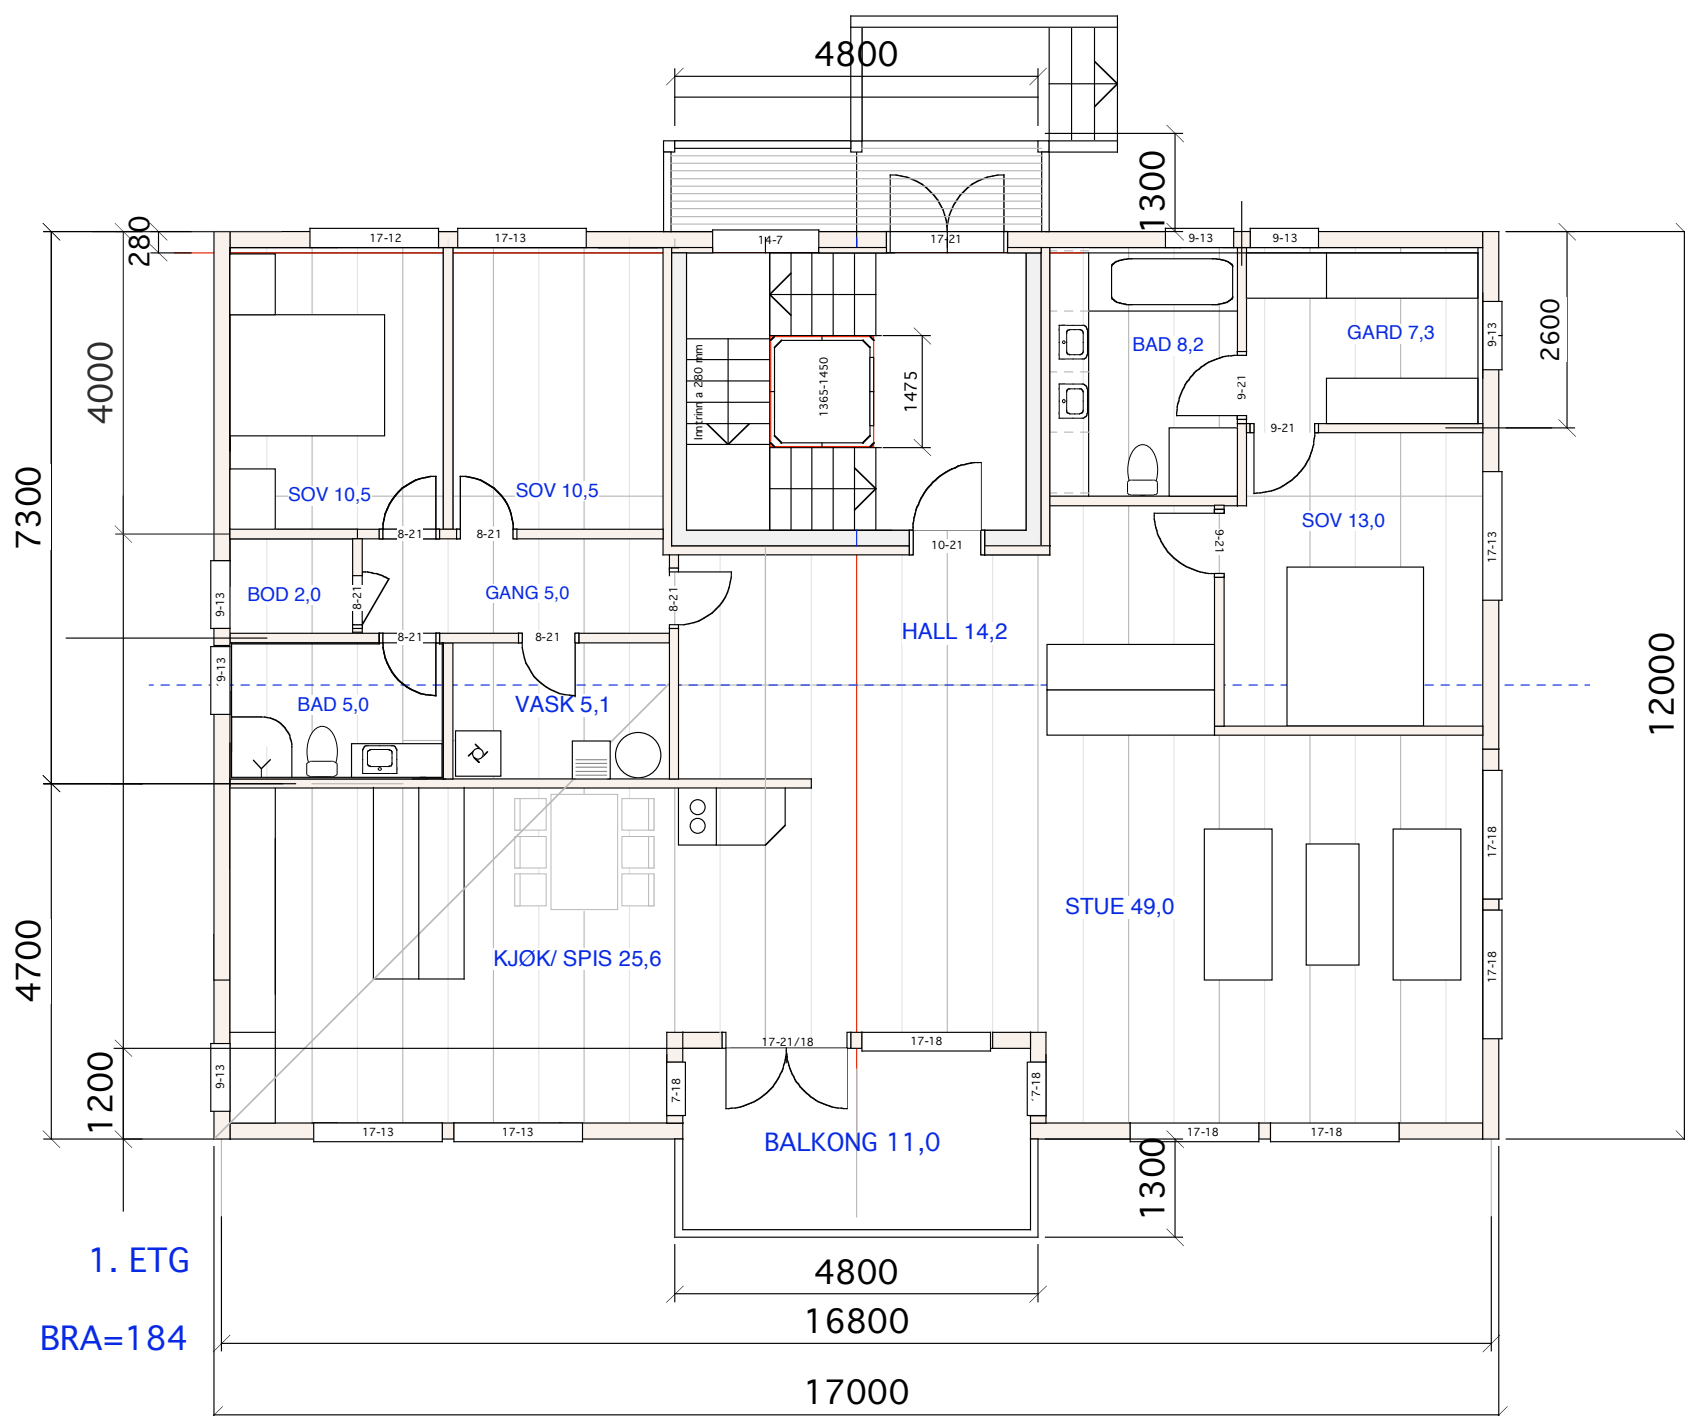 4800
1300
280
17-12
17-13
14-7
17-21
9-13
9-13
4000
7300
Inntrinn a 280 mm
1365-1450
1475
BAD 8,2
GARD 7,3
9-13
2600
9-21
9-21
SOV 10,5
SOV 10,5
SOV 13,0
17-13
8-21
8-21
10-21
9-21
9-13
BOD 2,0
8-21
GANG 5,0
8-21
HALL 14,2
8-21
8-21
9-13
BAD 5,0
VASK 5,1
12000
17-18
STUE 49,0
4700
KJØK/ SPIS 25,6
17-18
1200
9-13
17-21/18
17-18
7-18
7-18
17-13
17-13
BALKONG 11,0
17-18
17-18
1300
1. ETG
4800
16800
BRA=184
17000